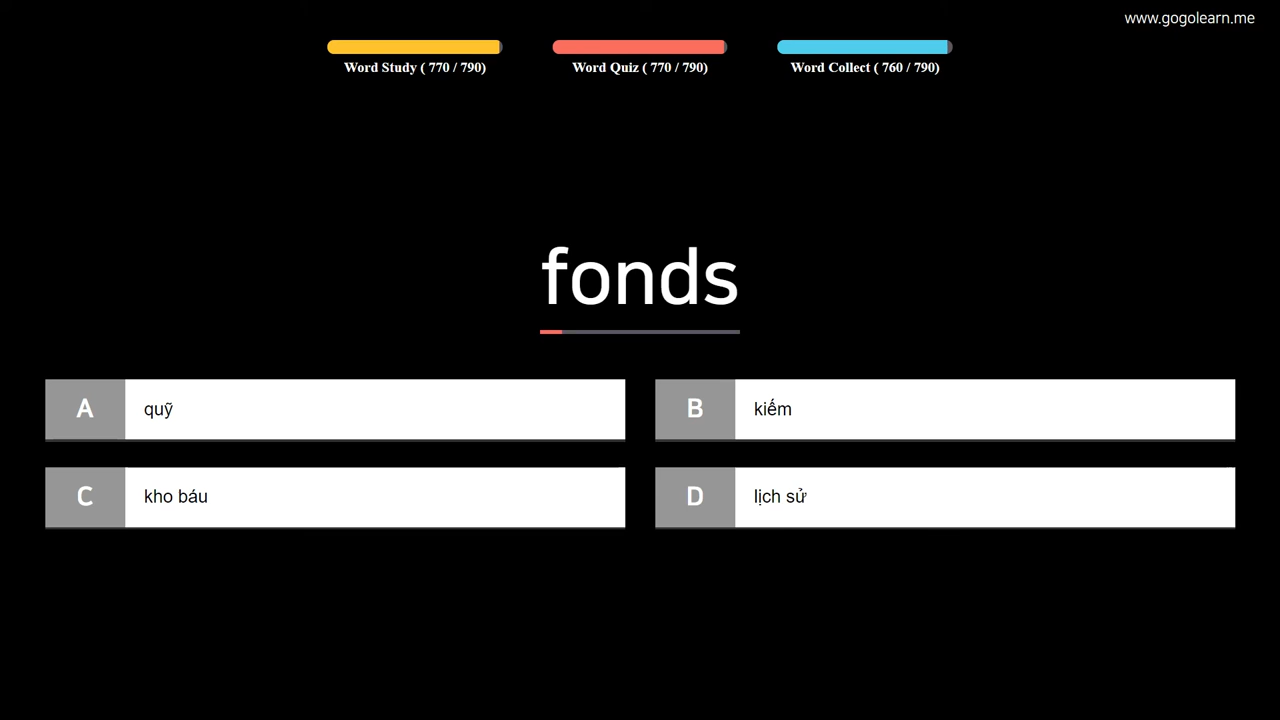 www.gogolearn.me
Word Study ( 770 / 790)
Word Quiz ( 770 / 790)
Word Collect ( 760 / 790)
fonds
A quỹ
B kiếm
C kho báu
D lịch sử